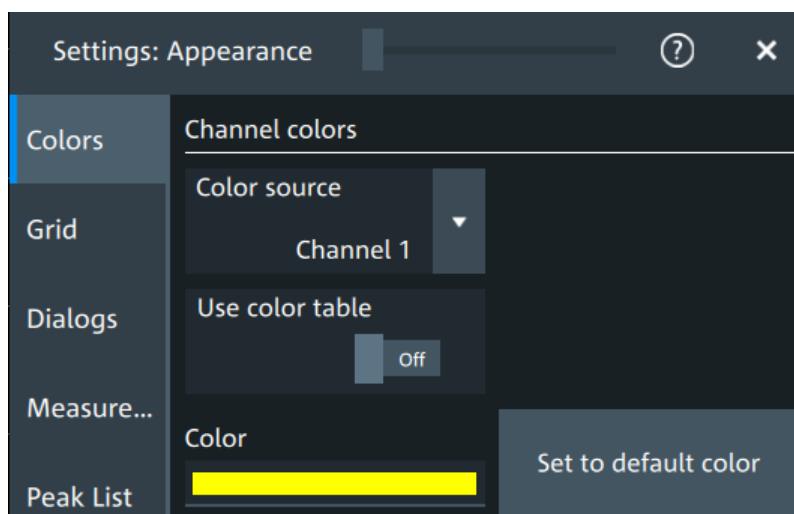 Settings: Appearance ? ×
Colors
Channel colors
Color source
Channel 1
Grid
Use color table
Off
Dialogs
Measure...
Color
Set to default color
Peak List